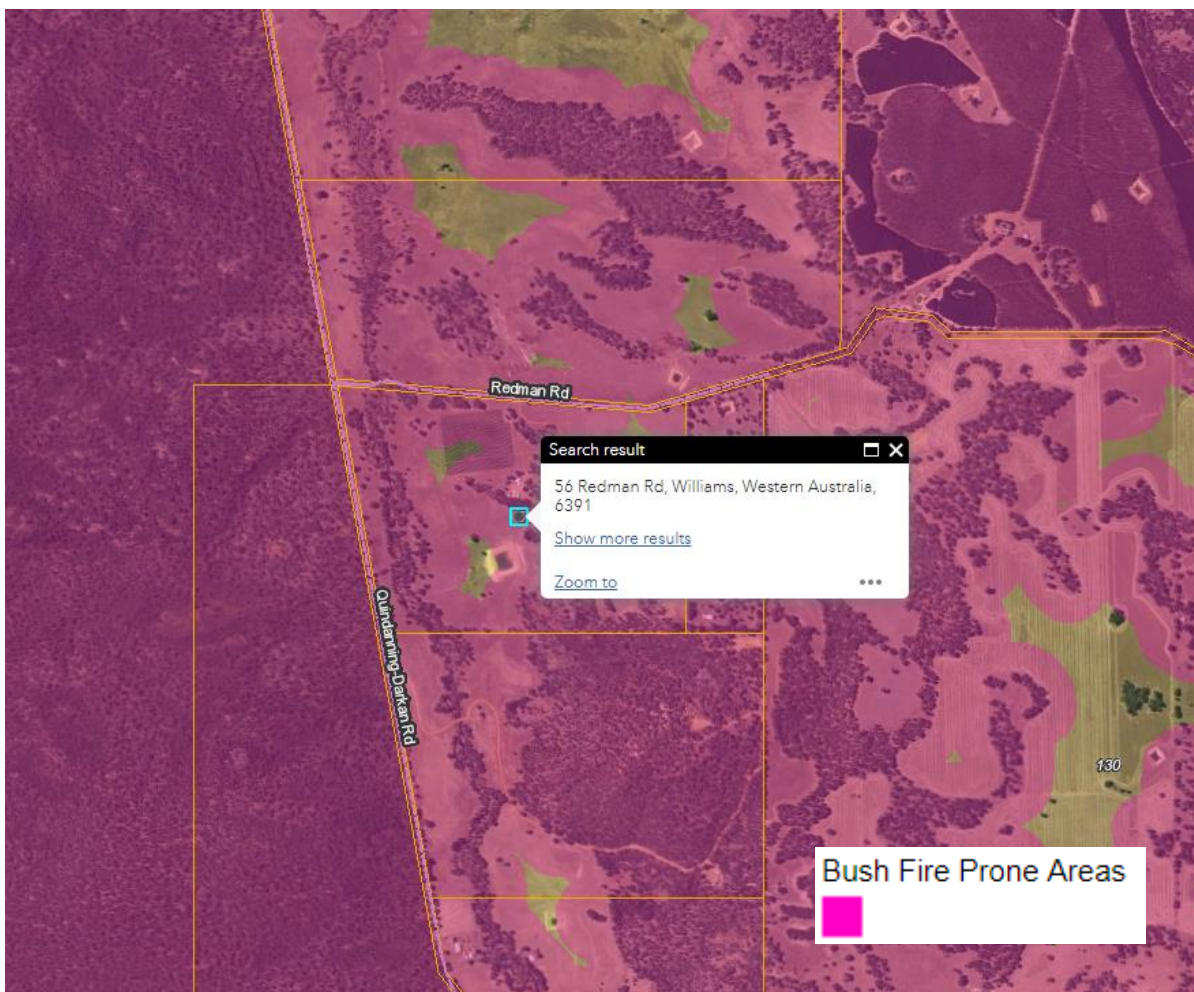 Redman Rd
Search result
56 Redman Rd, Williams, Western Australia,
6391
Show more results
Zoom to
Quindanning-Darkan Rd
130
Bush Fire Prone Areas